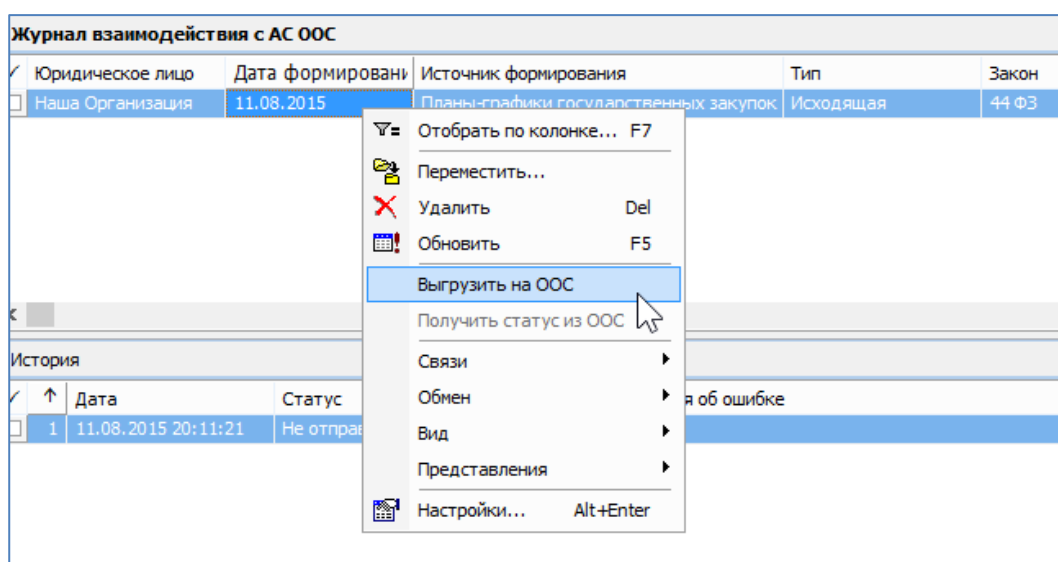 Журнал взаимодействия с АС ООС
Юридическое лицо Дата формировани Источник формирования Тип Закон
Наша Организация 11.08.2015 Планы-графики государственных закупок Исходящая 44 ФЗ
Отобрать по колонке... F7
Переместить...
Удалить Del
Обновить F5
Выгрузить на ООС
Получить статус из ООС
Связи
История
Обмен
Дата Статус я об ошибке
1 11.08.2015 20:11:21 Не отправ
Вид
Представления
Настройки... Alt+Enter